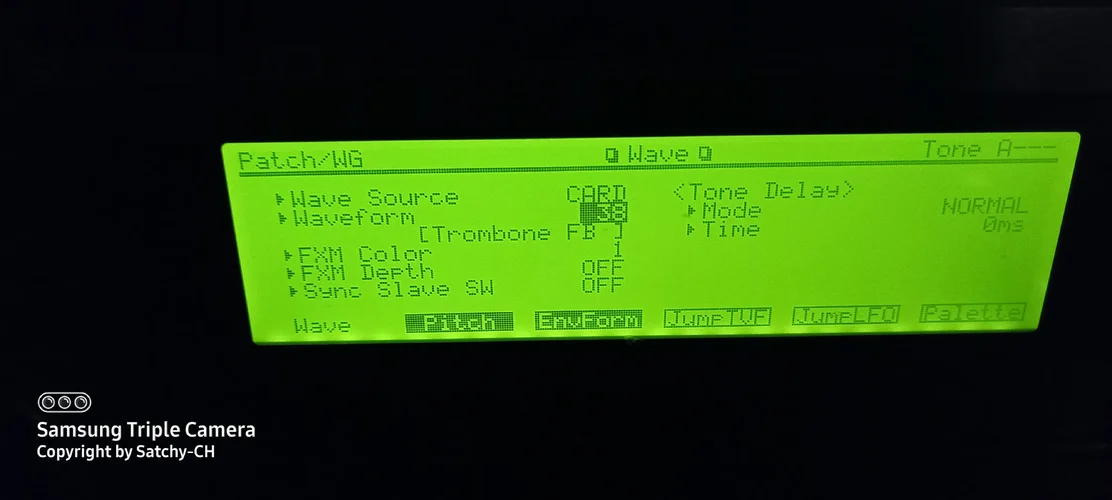 Patch/WG Wave Tone A---
Wave Source CARD
Waveform 38
[Trombone FB ]
FXM Color 1
FXM Depth OFF
Sync Slave SW OFF
<Tone Delay>
Mode NORMAL
Time 0ms
Wave Pitch EnvForm JumpTVF JumpLFO Palette
Samsung Triple Camera
Copyright by Satchy-CH